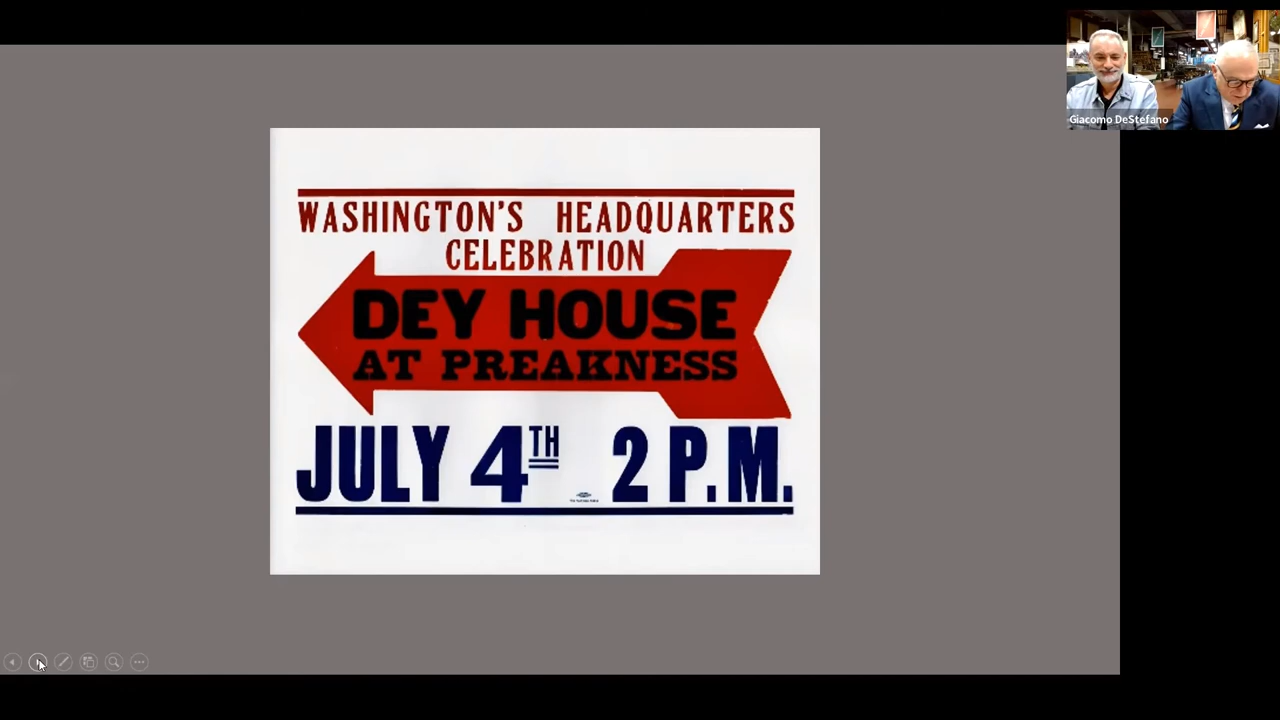 WASHINGTON'S HEADQUARTERS
CELEBRATION
DEY HOUSE
AT PREAKNESS
JULY 4TH 2 P.M.
Giacomo DeStefano